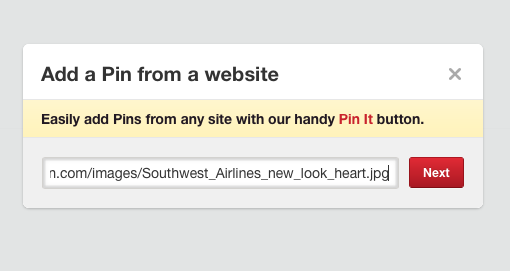 Add a Pin from a website
Easily add Pins from any site with our handy Pin It button.
n.com/images/Southwest_Airlines_new_look_heart.jpg
Next